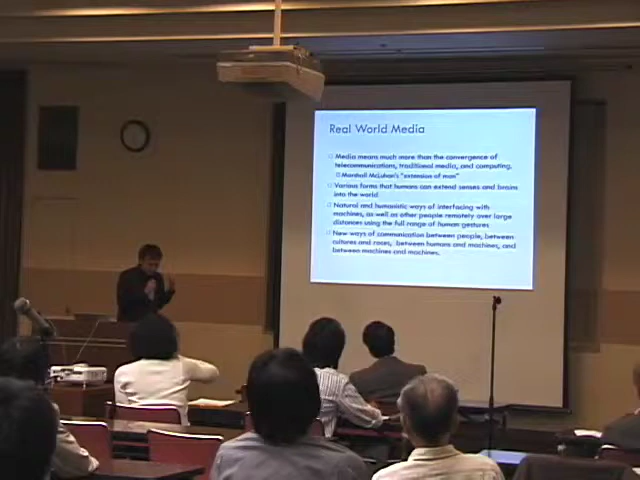 Real World Media
Media means much more than the convergence of
telecommunications, traditional media, and computing.
Marshall McLuhan's "extension of man"
Various forms that humans can extend senses and brains
into the world
Natural and humanistic ways of interfacing with
machines, as well as other people remotely over large
distances using the full range of human gestures
New ways of communication between people, between
cultures and races, between humans and machines, and
between machines and machines.